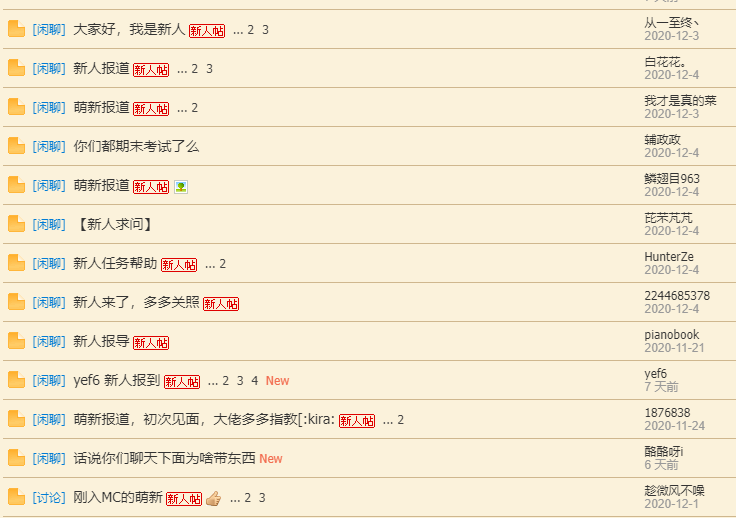 [闲聊] 大家好，我是新人 新人帖 ... 2 3 从一至终丶
2020-12-3
[闲聊] 新人报道 新人帖 ... 2 3 白花花。
2020-12-4
[闲聊] 萌新报道 新人帖 ... 2 我才是真的菜
2020-12-3
[闲聊] 你们都期末考试了么 辅政政
2020-12-4
[闲聊] 萌新报道 新人帖 鳞翅目963
2020-12-4
[闲聊] 【新人求问】
2020-12-4
[闲聊] 新人任务帮助 新人帖 ... 2 HunterZe
2020-12-4
[闲聊] 新人来了，多多关照 新人帖 2244685378
2020-12-4
[闲聊] 新人报导 新人帖 pianobook
2020-11-21
[闲聊] yef6 新人报到 新人帖 ... 2 3 4 New yef6
7 天前
[闲聊] 萌新报道，初次见面，大佬多多指教[:kira: 新人帖 ... 2 1876838
2020-11-24
[闲聊] 话说你们聊天下面为啥带东西 New 酪酪呀i
6 天前
[讨论] 刚入MC的萌新 新人帖 ... 2 3 趁微风不噪
2020-12-1